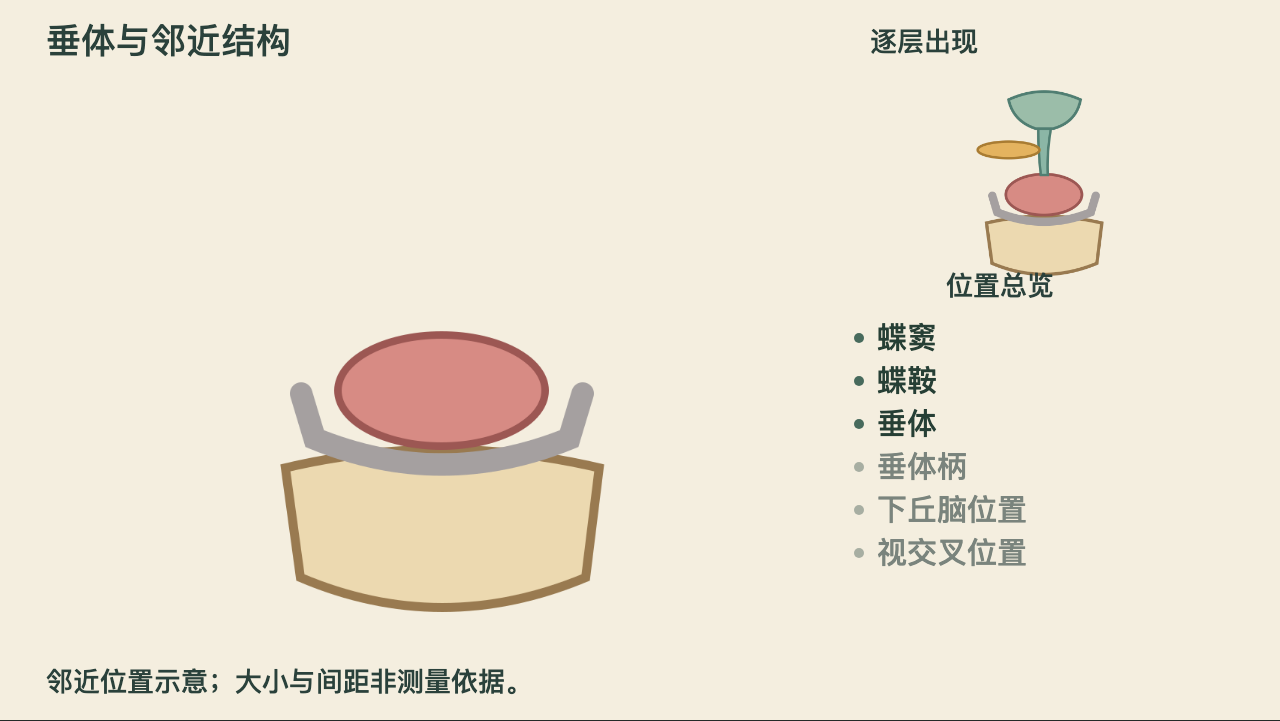 垂体与邻近结构
逐层出现
位置总览
蝶窦
蝶鞍
垂体
垂体柄
下丘脑位置
视交叉位置
邻近位置示意；大小与间距非测量依据。